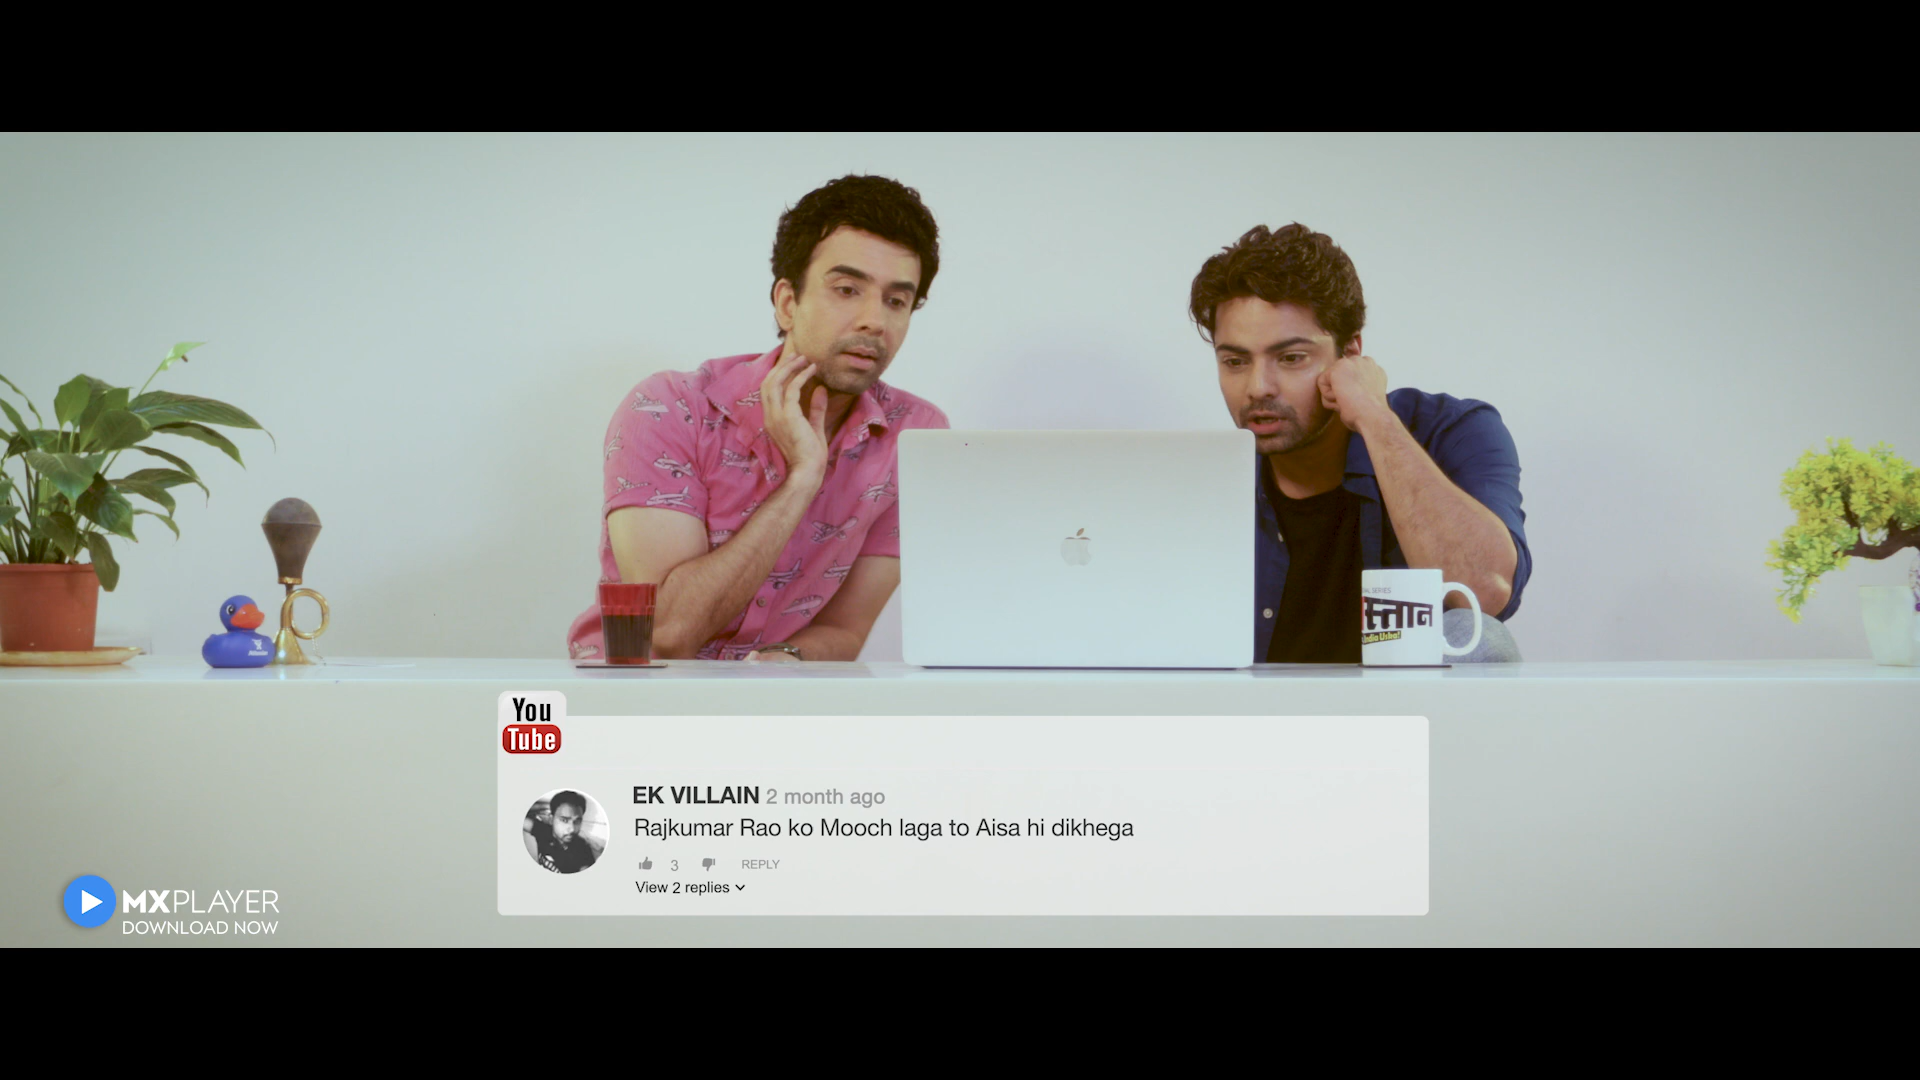 स्तान
You
Tube
EK VILLAIN 2 month ago
Rajkumar Rao ko Mooch laga to Aisa hi dikhega
3 REPLY
View 2 replies
MXPLAYER
DOWNLOAD NOW